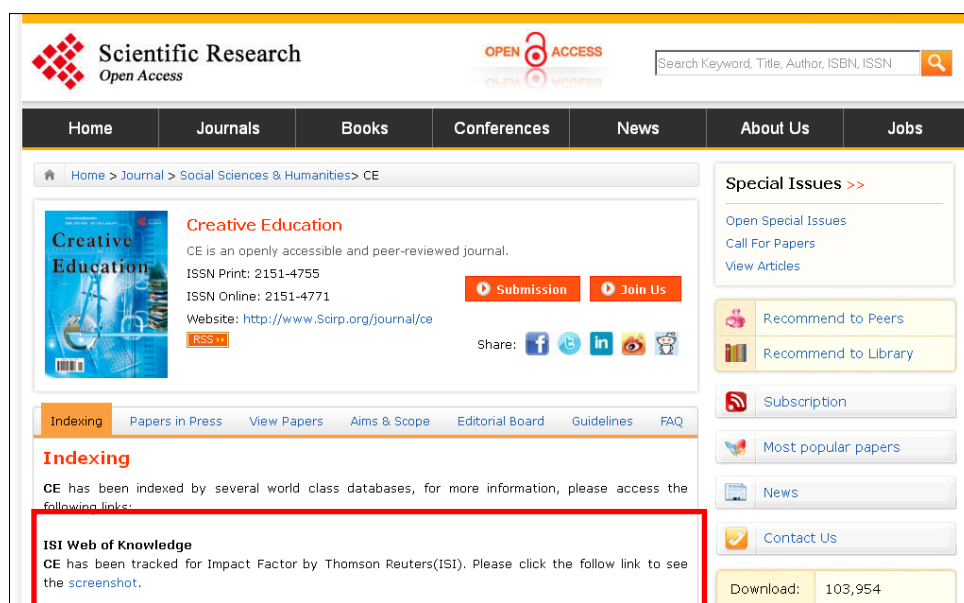 Scientific Research
Open Access
OPEN ACCESS
Search Keyword, Title, Author, ISBN, ISSN
Home Journals Books Conferences News About Us Jobs
Home > Journal > Social Sciences & Humanities> CE
Creative
Education
Creative Education
CE is an openly accessible and peer-reviewed journal.
ISSN Print: 2151-4755
ISSN Online: 2151-4771
Website: http://www.Scirp.org/journal/ce
RSS
Submission
Join Us
Share:
Indexing Papers in Press View Papers Aims & Scope Editorial Board Guidelines FAQ
Indexing
CE has been indexed by several world class databases, for more information, please access the
following links:
ISI Web of Knowledge
CE has been tracked for Impact Factor by Thomson Reuters(ISI). Please click the follow link to see
the screenshot.
Special Issues >>
Open Special Issues
Call For Papers
View Articles
Recommend to Peers
Recommend to Library
Subscription
Most popular papers
News
Contact Us
Download: 103,954